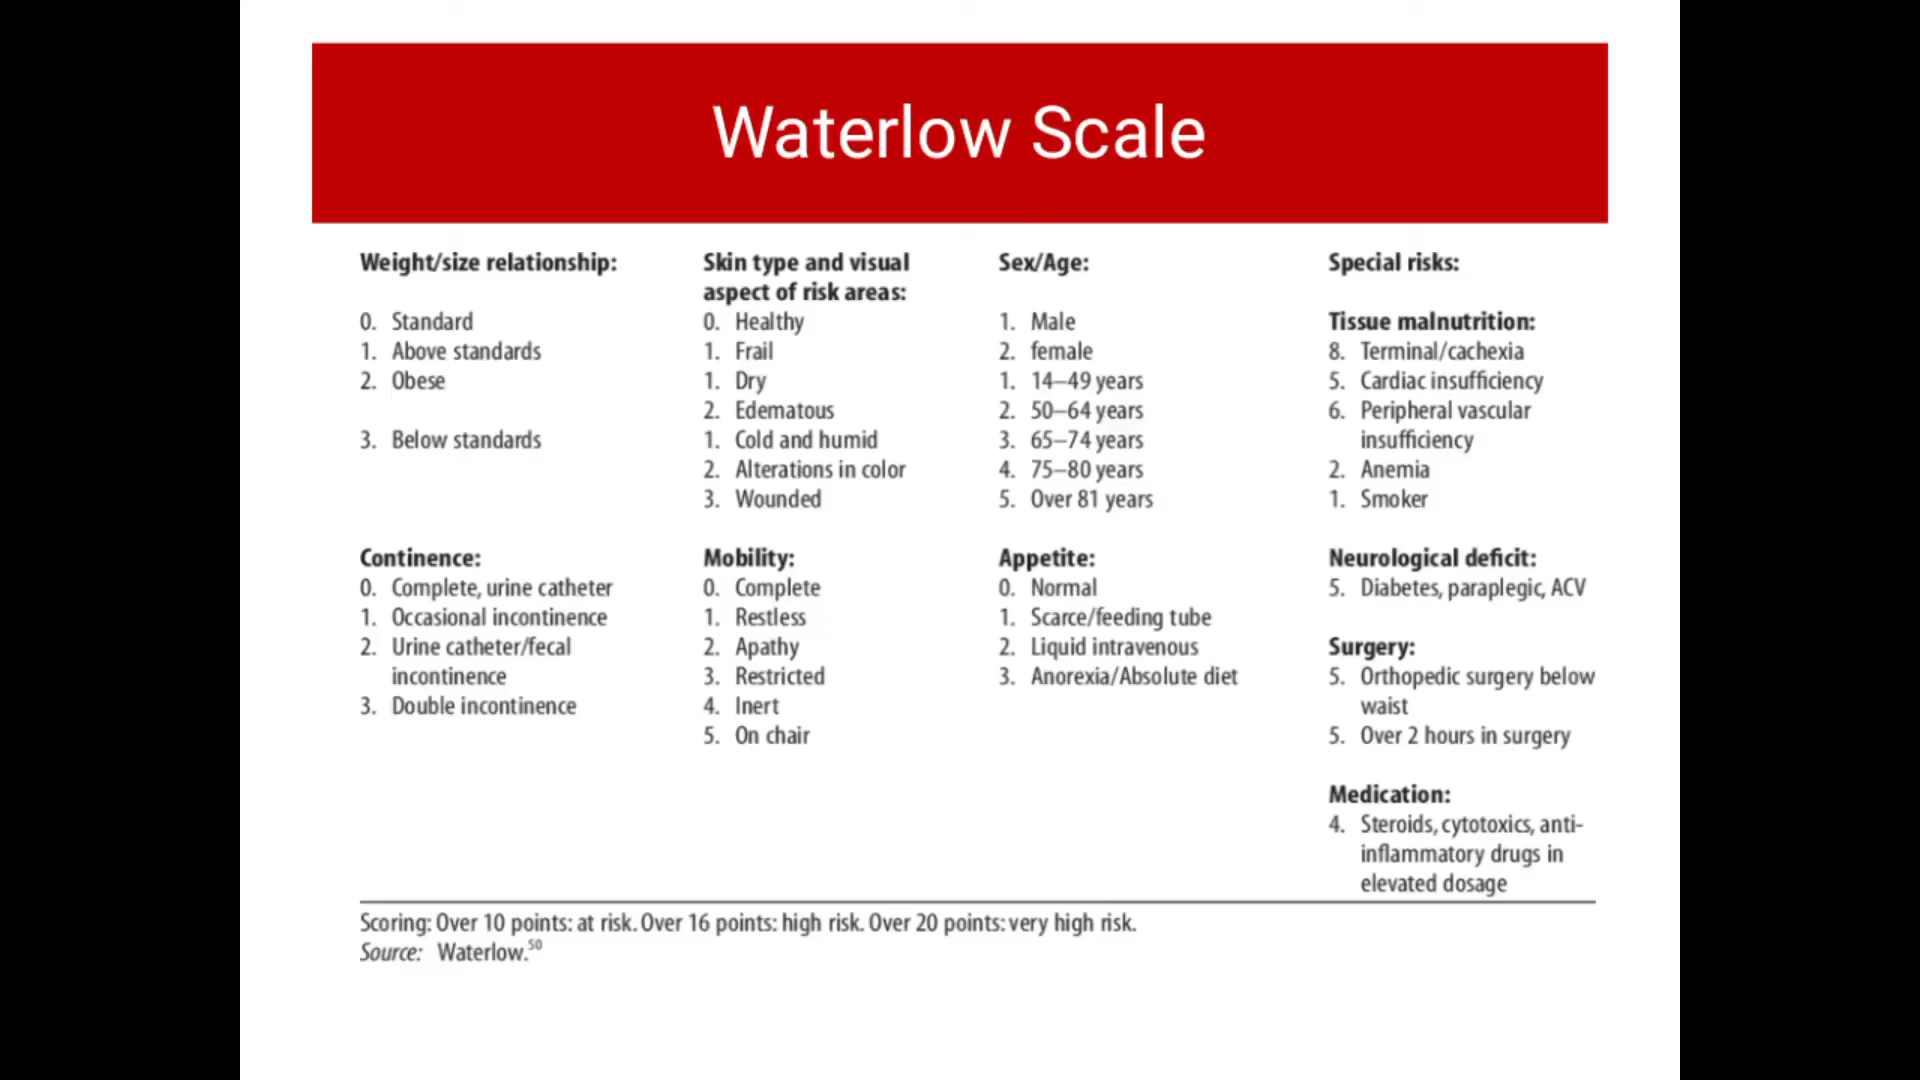 Waterlow Scale
Weight/size relationship:
0. Standard
1. Above standards
2. Obese
3. Below standards
Skin type and visual
aspect of risk areas:
0. Healthy
1. Frail
1. Dry
2. Edematous
1. Cold and humid
2. Alterations in color
3. Wounded
Sex/Age:
1. Male
2. female
1. 14–49 years
2. 50–64 years
3. 65–74 years
4. 75–80 years
5. Over 81 years
Special risks:
Tissue malnutrition:
8. Terminal/cachexia
5. Cardiac insufficiency
6. Peripheral vascular
insufficiency
2. Anemia
1. Smoker
Continence:
0. Complete, urine catheter
1. Occasional incontinence
2. Urine catheter/fecal
incontinence
3. Double incontinence
Mobility:
0. Complete
1. Restless
2. Apathy
3. Restricted
4. Inert
5. On chair
Appetite:
0. Normal
1. Scarce/feeding tube
2. Liquid intravenous
3. Anorexia/Absolute diet
Neurological deficit:
5. Diabetes, paraplegic, ACV
Surgery:
5. Orthopedic surgery below
waist
5. Over 2 hours in surgery
Medication:
4. Steroids, cytotoxics, anti-
inflammatory drugs in
elevated dosage
Scoring: Over 10 points: at risk. Over 16 points: high risk. Over 20 points: very high risk.
Source: Waterlow.50